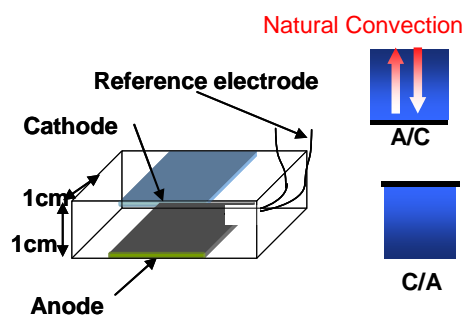 Natural Convection
Reference electrode
A/C
Cathode
1cm
1cm
C/A
Anode